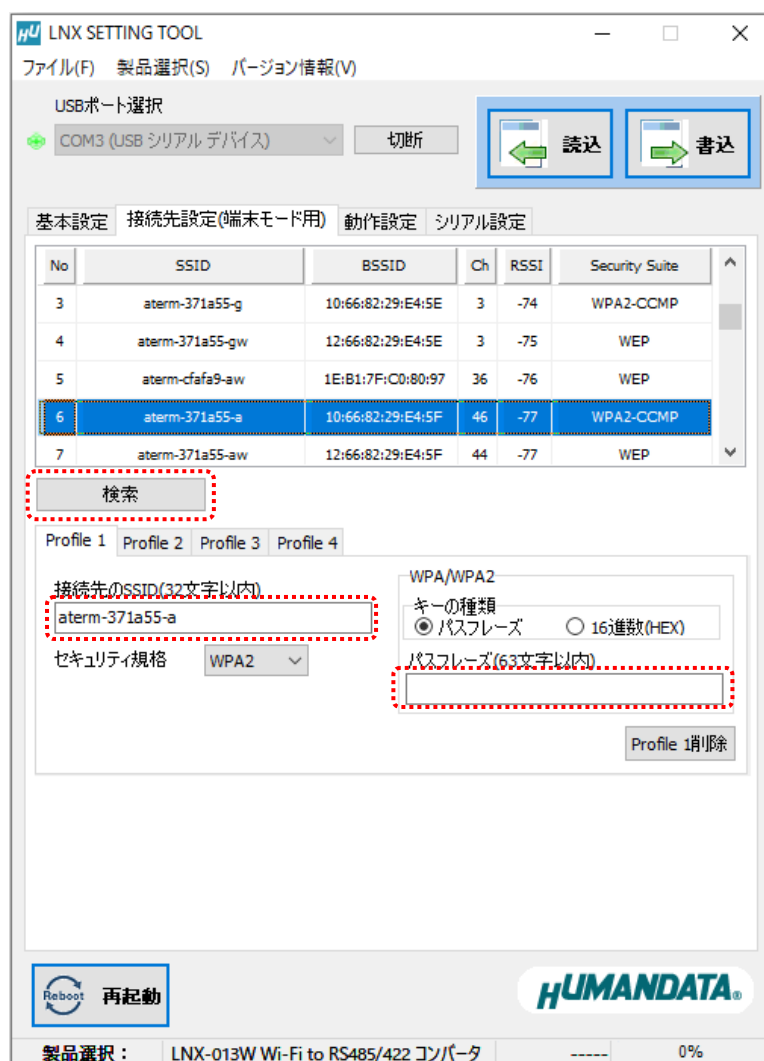 HU LNX SETTING TOOL
ファイル(F) 製品選択(S) バージョン情報(V)
USBポート選択
COM3 (USB シリアル デバイス) 切断 読込 書込
基本設定 接続先設定(端末モード用) 動作設定 シリアル設定
No SSID BSSID Ch RSSI Security Suite
3 aterm-371a55-g 10:66:82:29:E4:5E 3 -74 WPA2-CCMP
4 aterm-371a55-gw 12:66:82:29:E4:5E 3 -75 WEP
5 aterm-cfafa9-aw 1E:B1:7F:C0:80:97 36 -76 WEP
6 aterm-371a55-a 10:66:82:29:E4:5F 46 -77 WPA2-CCMP
7 aterm-371a55-aw 12:66:82:29:E4:5F 44 -77 WEP
検索
Profile 1 Profile 2 Profile 3 Profile 4
接続先のSSID(32文字以内)
aterm-371a55-a
セキュリティ規格 WPA2
WPA/WPA2
キーの種類
パスフレーズ 16進数(HEX)
パスフレーズ(63文字以内)
Profile 1削除
Reboot 再起動
HUMANDATA®
製品選択： LNX-013W Wi-Fi to RS485/422 コンバータ ----- 0%